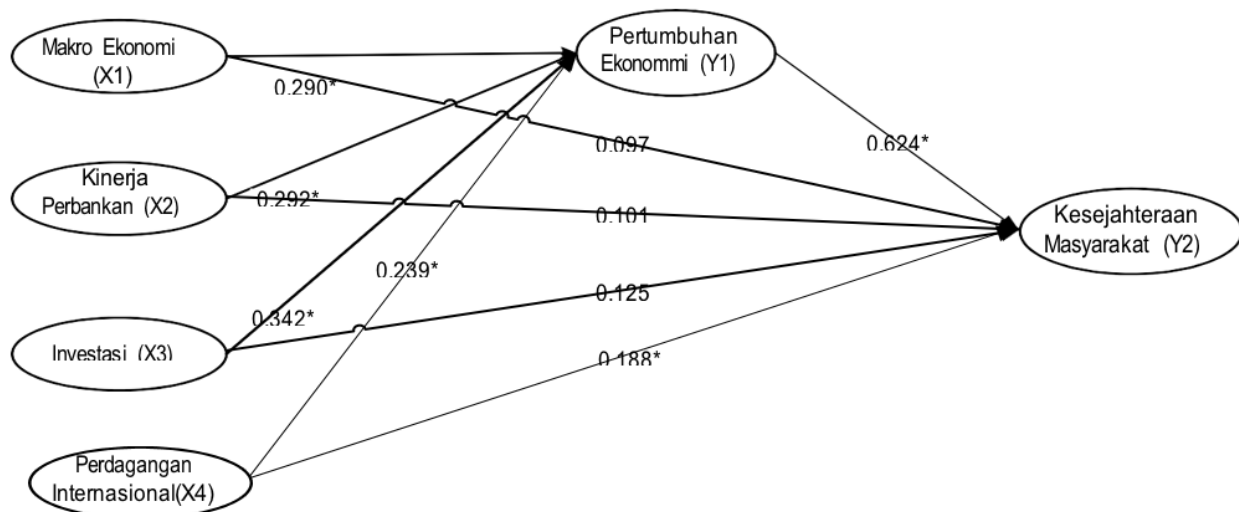 Makro Ekonomi
(X1)
Pertumbuhan
Ekonommi (Y1)
0.290*
0.097
0.624*
Kinerja
Perbankan (X2)
0.292*
0.101
Kesejahteraan
Masyarakat (Y2)
0.239*
0.125
0.342*
Investasi (X3)
0.188*
Perdagangan
Internasional(X4)